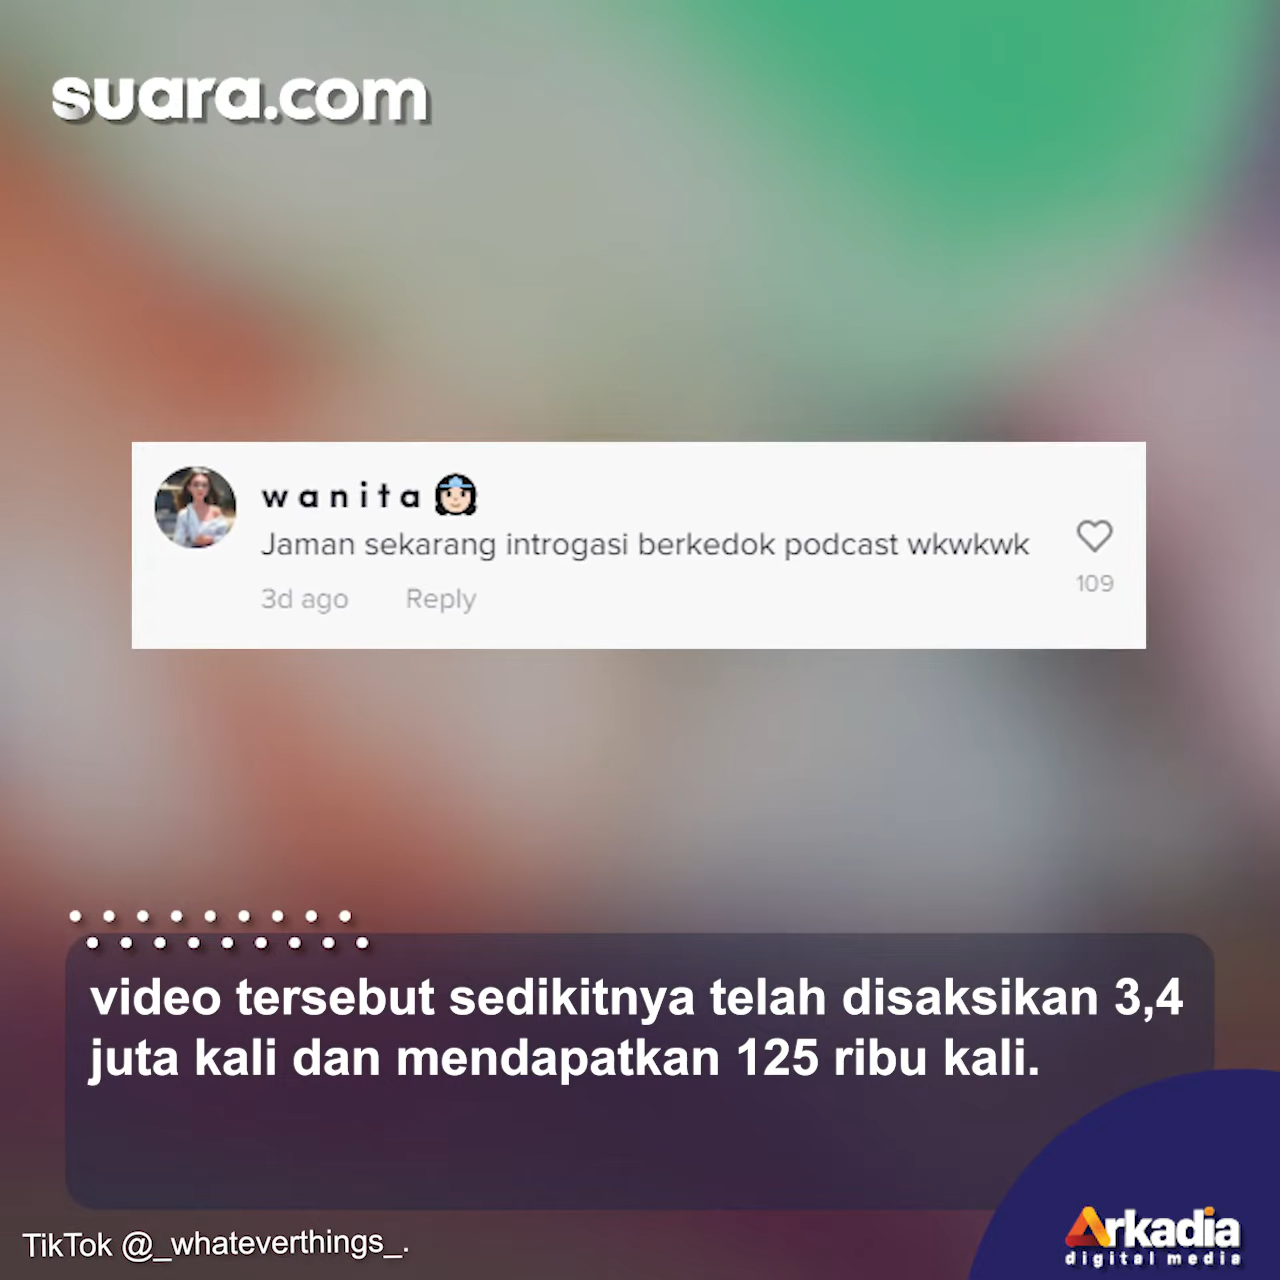 suara.com
wanita
Jaman sekarang introgasi berkedok podcast wkwkwk
3d ago Reply
109
video tersebut sedikitnya telah disaksikan 3,4
juta kali dan mendapatkan 125 ribu kali.
TikTok @_whateverthings_.
Arkadia
digital media